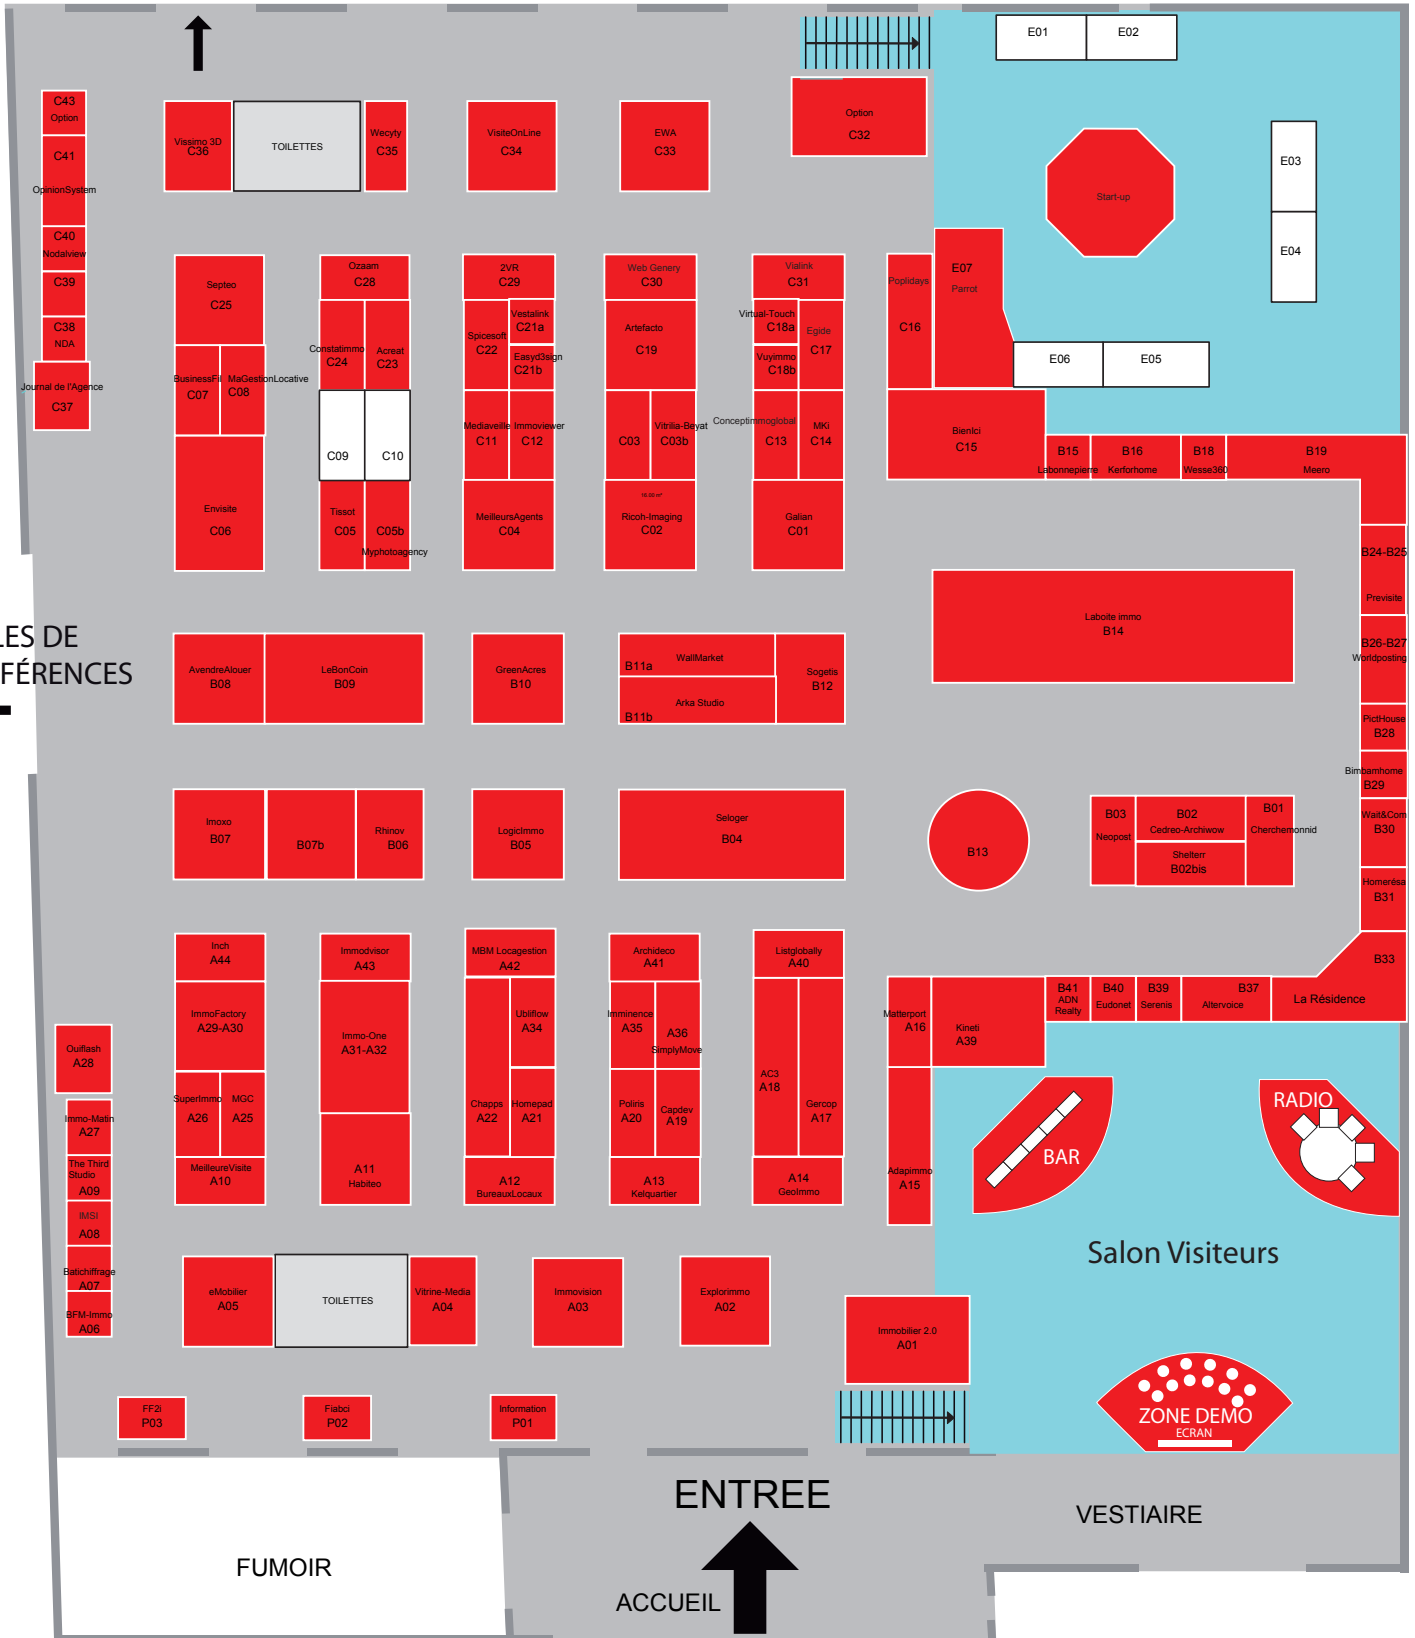 E01
E02
C43
Option
C41
OpinionSystem
C40
Nodalview
C39
C38
NDA
Journal de l'Agence
C37
Vissimo 3D
C36
TOILETTES
Wecyty
C35
VisiteOnLine
C34
EWA
C33
Option
C32
E03
E04
Start-up
Septeo
C25
BusinessFil
C07
MaGestionLocative
C08
Envisite
C06
Ozaam
C28
Constatimmo
C24
Acreat
C23
C09
C10
Tissot
C05
C05b
Myphotoagency
2VR
C29
Spicesoft
C22
Vestalink
C21a
Easyd3sign
C21b
Mediaveille
C11
Immoviewer
C12
MeilleursAgents
C04
Web Genery
C30
Artefacto
C19
C03
Vitrilia-Beyat
C03b
16.00 m²
Ricoh-Imaging
C02
Vialink
C31
Virtual-Touch
C18a
Egide
C17
Vuyimmo
C18b
Conceptimmoglobal
C13
MKi
C14
Galian
C01
Poplidays
C16
E07
Parrot
E06
E05
BienIci
C15
B15
Labonnepierre
B16
Kerforhome
B18
Wesse360
B19
Meero
B24-B25
Previsite
B26-B27
Worldposting
PictHouse
B28
Bimbamhome
B29
Wait&Com
B30
Homerésa
B31
B33
La Résidence
LES DE
FÉRENCES
AvendreAlouer
B08
LeBonCoin
B09
GreenAcres
B10
WallMarket
B11a
Arka Studio
B11b
Sogetis
B12
Laboite immo
B14
Imoxo
B07
B07b
Rhinov
B06
LogicImmo
B05
Seloger
B04
B13
B03
Neopost
B02
Cedreo-Archiwow
Shelterr
B02bis
B01
Cherchemonnid
Inch
A44
ImmoFactory
A29-A30
SuperImmo
A26
MGC
A25
MeilleureVisite
A10
Immodvisor
A43
Immo-One
A31-A32
A11
Habiteo
MBM Locagestion
A42
Ubliflow
A34
Chapps
A22
Homepad
A21
A12
BureauxLocaux
Archideco
A41
Imminence
A35
A36
SimplyMove
Poliris
A20
Capdev
A19
A13
Kelquartier
Listglobally
A40
AC3
A18
Gercop
A17
A14
GeoImmo
Matterport
A16
Kineti
A39
Adapimmo
A15
B41
ADN
Realty
B40
Eudonet
B39
Serenis
B37
Altervoice
Ouiflash
A28
Immo-Matin
A27
The Third
Studio
A09
IMSI
A08
Batichiffrage
A07
BFM-Immo
A06
eMobilier
A05
TOILETTES
Vitrine-Media
A04
Immovision
A03
Explorimmo
A02
Immobilier 2.0
A01
BAR
RADIO
Salon Visiteurs
ZONE DEMO
ECRAN
FF2i
P03
Fiabci
P02
Information
P01
ENTREE
VESTIAIRE
FUMOIR
ACCUEIL